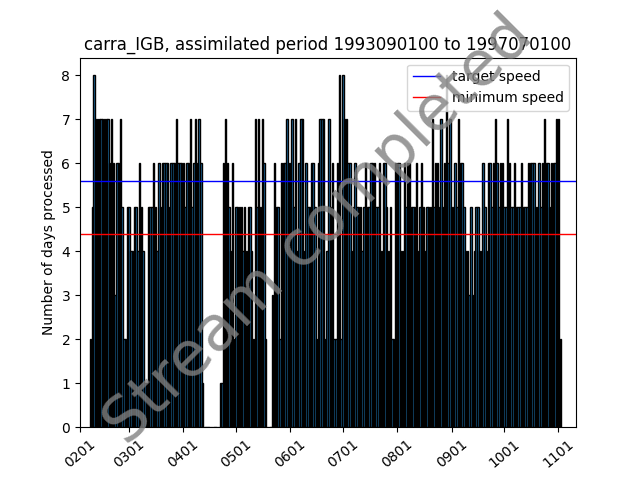 carra_IGB, assimilated period 1993090100 to 1997070100
target speed
minimum speed
Number of days processed
8
7
6
5
4
3
2
1
0
0201 0301 0401 0501 0601 0701 0801 0901 1001 1101
Stream completed